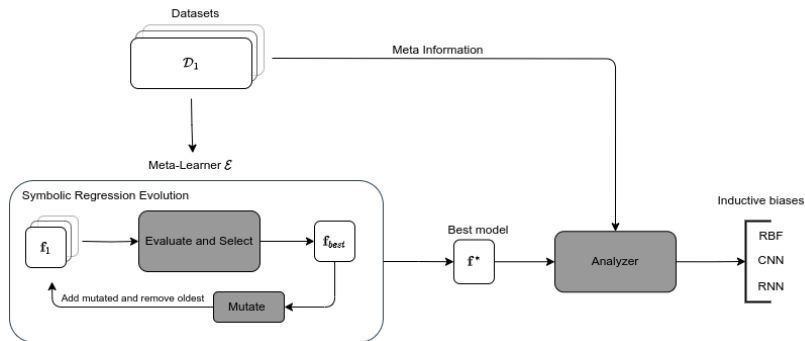 Datasets
𝒟₁
Meta Information
Meta-Learner ℰ
Symbolic Regression Evolution
f₁
Evaluate and Select
f_best
Add mutated and remove oldest
Mutate
Best model
f*
Analyzer
Inductive biases
RBF
CNN
RNN